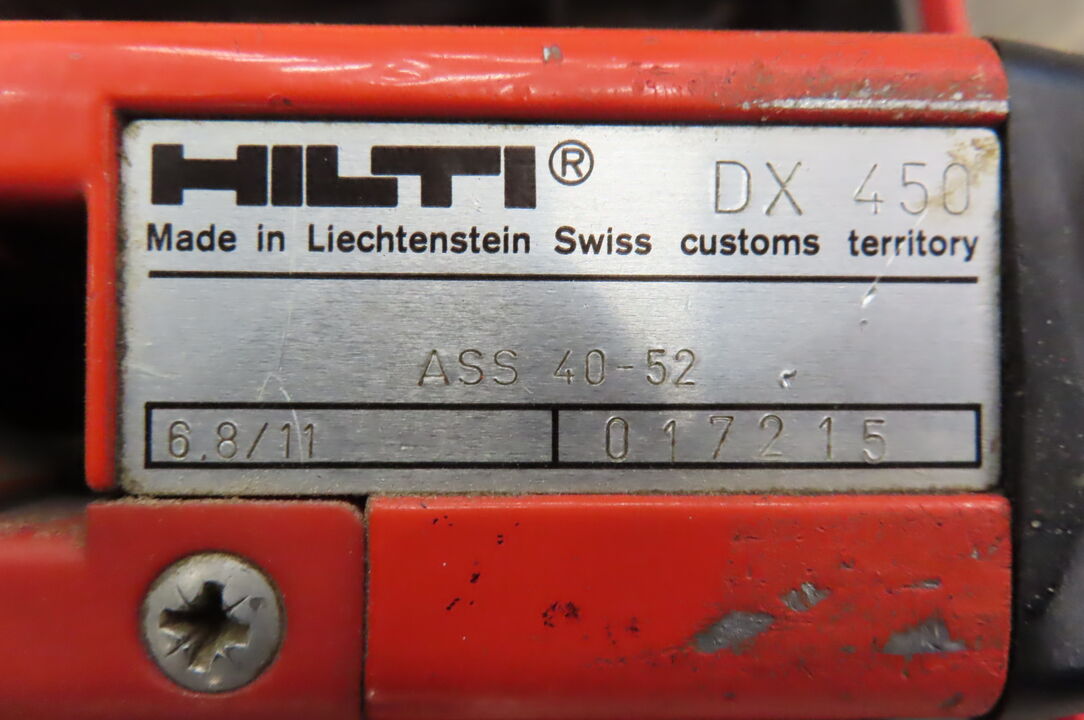 HILTI® DX 450
Made in Liechtenstein Swiss customs territory
ASS 40-52
6.8/11 017215